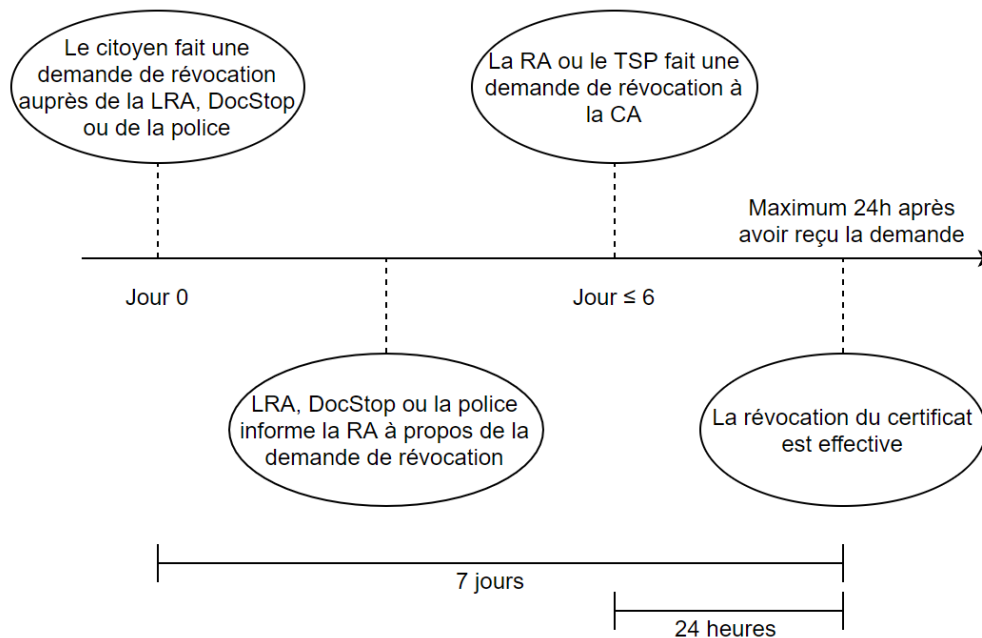 Le citoyen fait une
demande de révocation
auprès de la LRA, DocStop
ou de la police
La RA ou le TSP fait une
demande de révocation à
la CA
Maximum 24h après
avoir reçu la demande
Jour 0
Jour ≤ 6
LRA, DocStop ou la police
informe la RA à propos de la
demande de révocation
La révocation du certificat
est effective
7 jours
24 heures